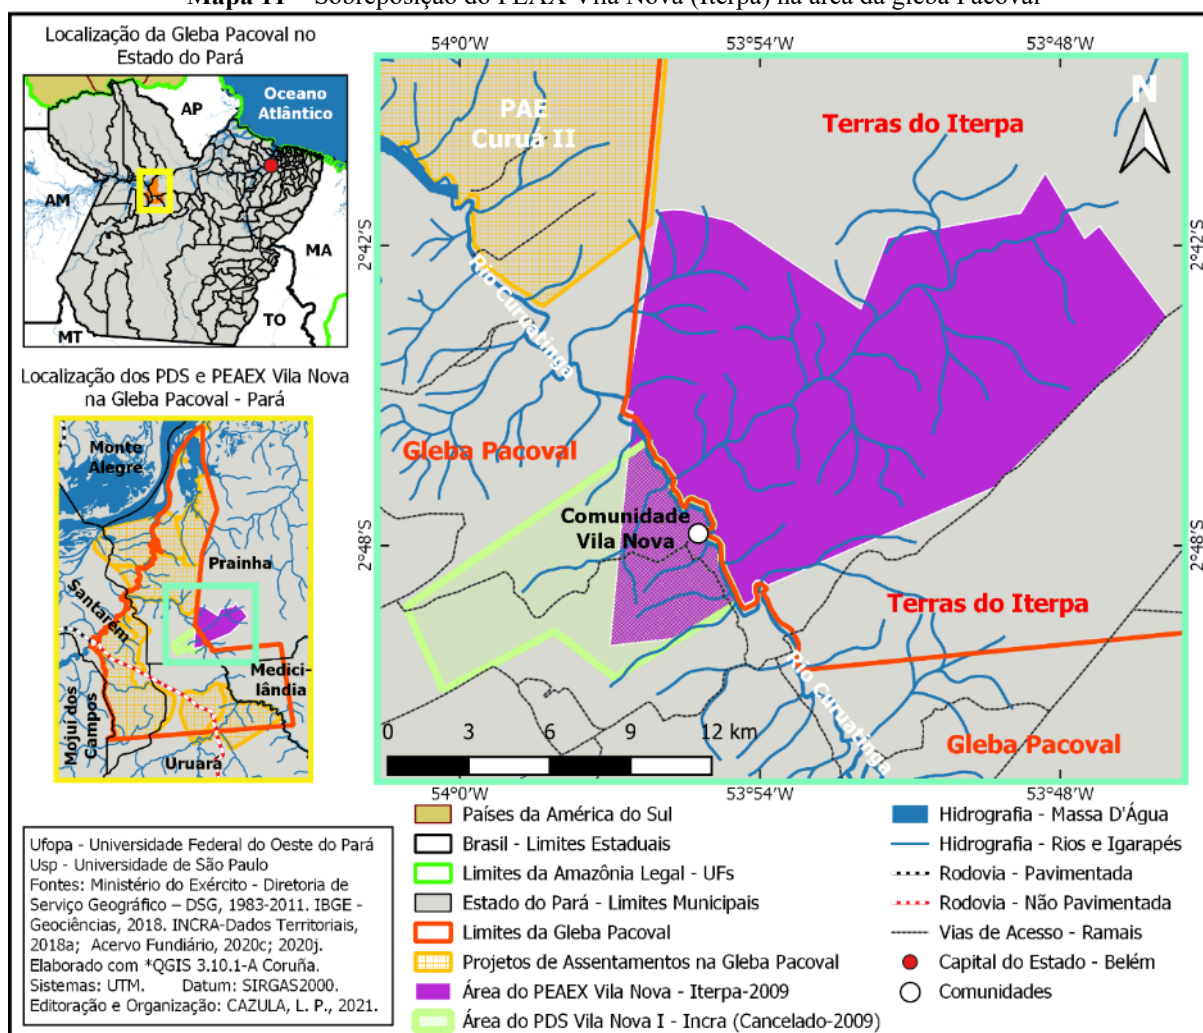 Mapa 11 – Sobreposição do PEAX Vila Nova (Iterpa) na área da gleba Pacoval
Localização da Gleba Pacoval no
Estado do Pará
AP
Oceano
Atlântico
AM
MA
TO
MT
Localização dos PDS e PEAEX Vila Nova
na Gleba Pacoval - Pará
Monte
Alegre
Prainha
Santarém
Medici-
lândia
Mojuí dos
Campos
Uruará
54°0'W
53°54'W
53°48'W
PAE
Curuá II
Terras do Iterpa
N
2°42'S
2°42'S
Rio Curuatinga
Gleba Pacoval
Comunidade
Vila Nova
2°48'S
2°48'S
Terras do Iterpa
Rio Curuatinga
Gleba Pacoval
0 3 6 9 12 km
54°0'W
53°54'W
53°48'W
Ufopa - Universidade Federal do Oeste do Pará
Usp - Universidade de São Paulo
Fontes: Ministério do Exército - Diretoria de
Serviço Geográfico – DSG, 1983-2011. IBGE -
Geociências, 2018. INCRA-Dados Territoriais,
2018a; Acervo Fundiário, 2020c; 2020j.
Elaborado com *QGIS 3.10.1-A Coruña.
Sistemas: UTM. Datum: SIRGAS2000.
Editoração e Organização: CAZULA, L. P., 2021.
Países da América do Sul
Brasil - Limites Estaduais
Limites da Amazônia Legal - UFs
Estado do Pará - Limites Municipais
Limites da Gleba Pacoval
Projetos de Assentamentos na Gleba Pacoval
Área do PEAEX Vila Nova - Iterpa-2009
Área do PDS Vila Nova I - Incra (Cancelado-2009)
Hidrografia - Massa D'Água
Hidrografia - Rios e Igarapés
Rodovia - Pavimentada
Rodovia - Não Pavimentada
Vias de Acesso - Ramais
Capital do Estado - Belém
Comunidades